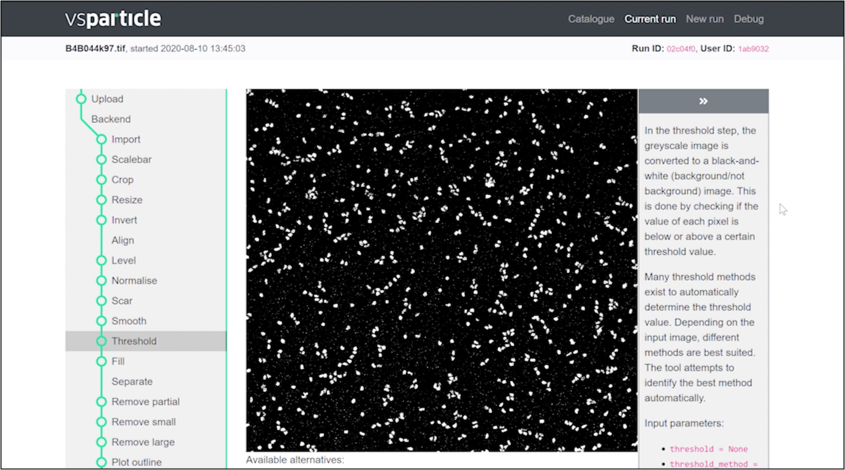 vsparticle
Catalogue Current run New run Debug
B4B044k97.tif, started 2020-08-10 13:45:03
Run ID: 02c04f0, User ID: 1ab9032
Upload
Backend
Import
Scalebar
Crop
Resize
Invert
Align
Level
Normalise
Scar
Smooth
Threshold
Fill
Separate
Remove partial
Remove small
Remove large
Plot outline
Available alternatives:
»
In the threshold step, the
greyscale image is
converted to a black-and-
white (background/not
background) image. This
is done by checking if the
value of each pixel is
below or above a certain
threshold value.
Many threshold methods
exist to automatically
determine the threshold
value. Depending on the
input image, different
methods are best suited.
The tool attempts to
identify the best method
automatically.
Input parameters:
• threshold = None
• threshold_method =